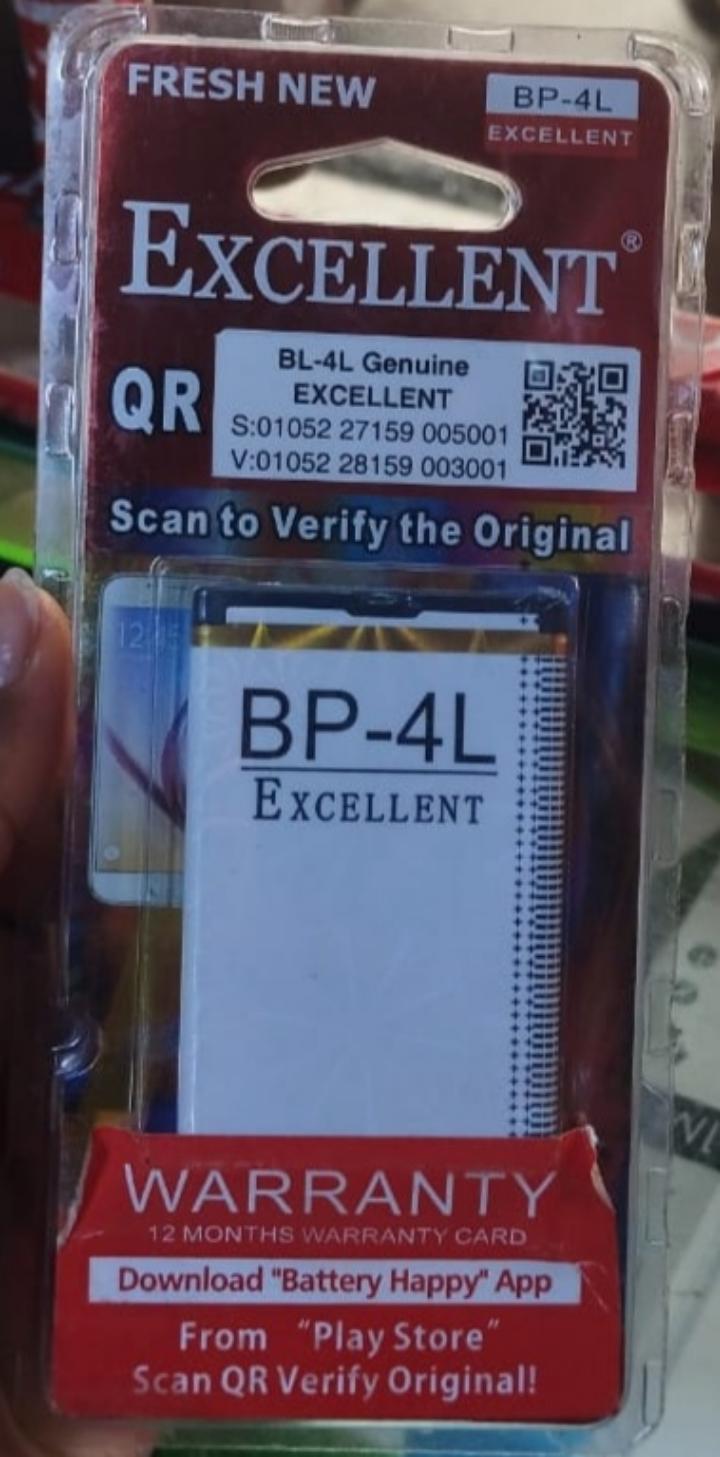 FRESH NEW
BP-4L
EXCELLENT
EXCELLENT®
QR
BL-4L Genuine
EXCELLENT
S:01052 27159 005001
V:01052 28159 003001
Scan to Verify the Original
12:45
BP-4L
EXCELLENT
WARRANTY
12 MONTHS WARRANTY CARD
Download "Battery Happy" App
From "Play Store"
Scan QR Verify Original!